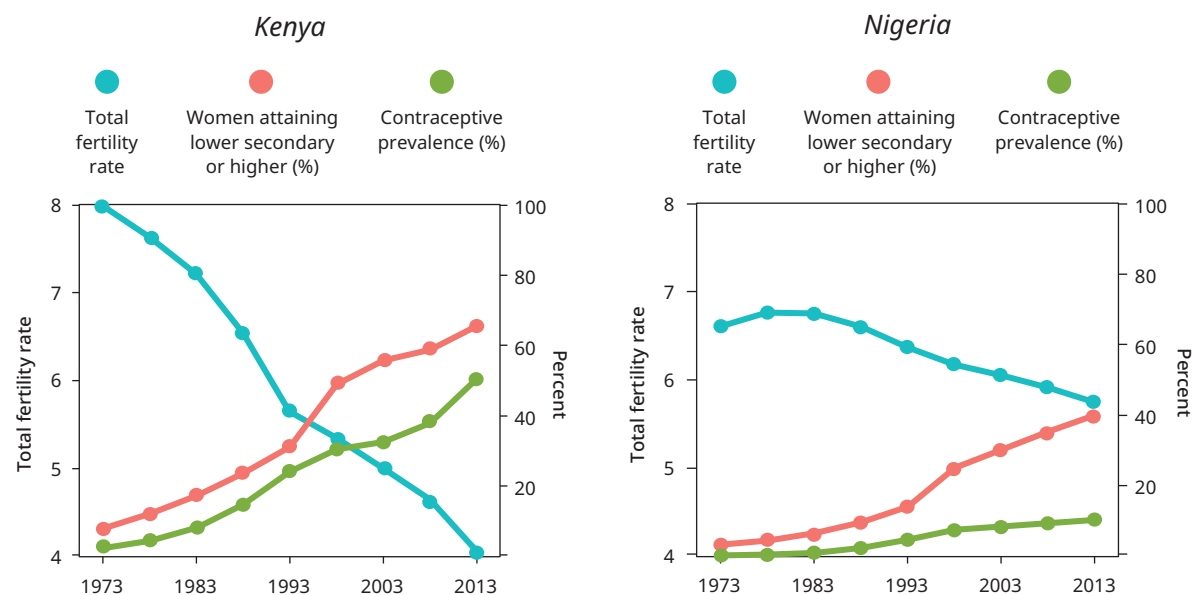 Kenya
Total
fertility
rate
Women attaining
lower secondary
or higher (%)
Contraceptive
prevalence (%)
Total fertility rate
8
7
6
5
4
100
80
60
40
20
Percent
1973 1983 1993 2003 2013
Nigeria
Total
fertility
rate
Women attaining
lower secondary
or higher (%)
Contraceptive
prevalence (%)
Total fertility rate
8
7
6
5
4
100
80
60
40
20
Percent
1973 1983 1993 2003 2013